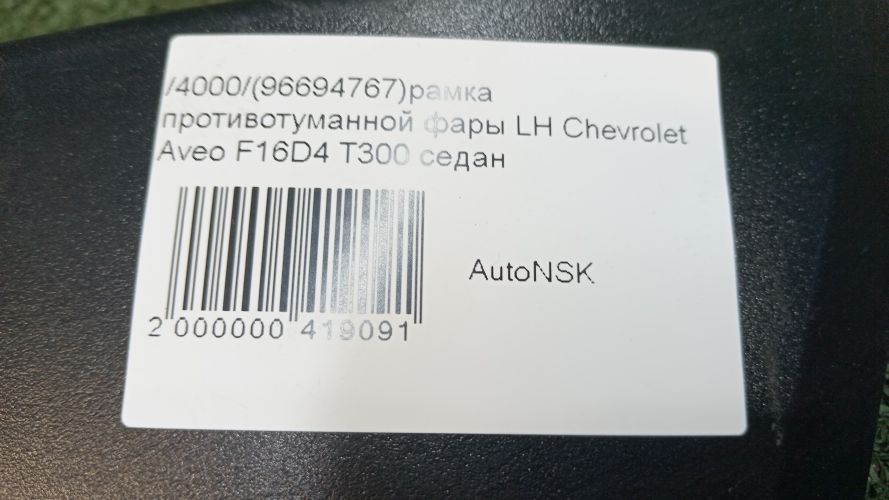 /4000/(96694767)рамка
противотуманной фары LH Chevrolet
Aveo F16D4 T300 седан
AutoNSK
2 000000 419091